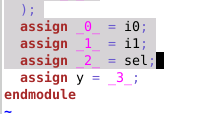 );
assign _0_ = i0;
assign _1_ = i1;
assign _2_ = sel;
assign y = _3_;
endmodule
~